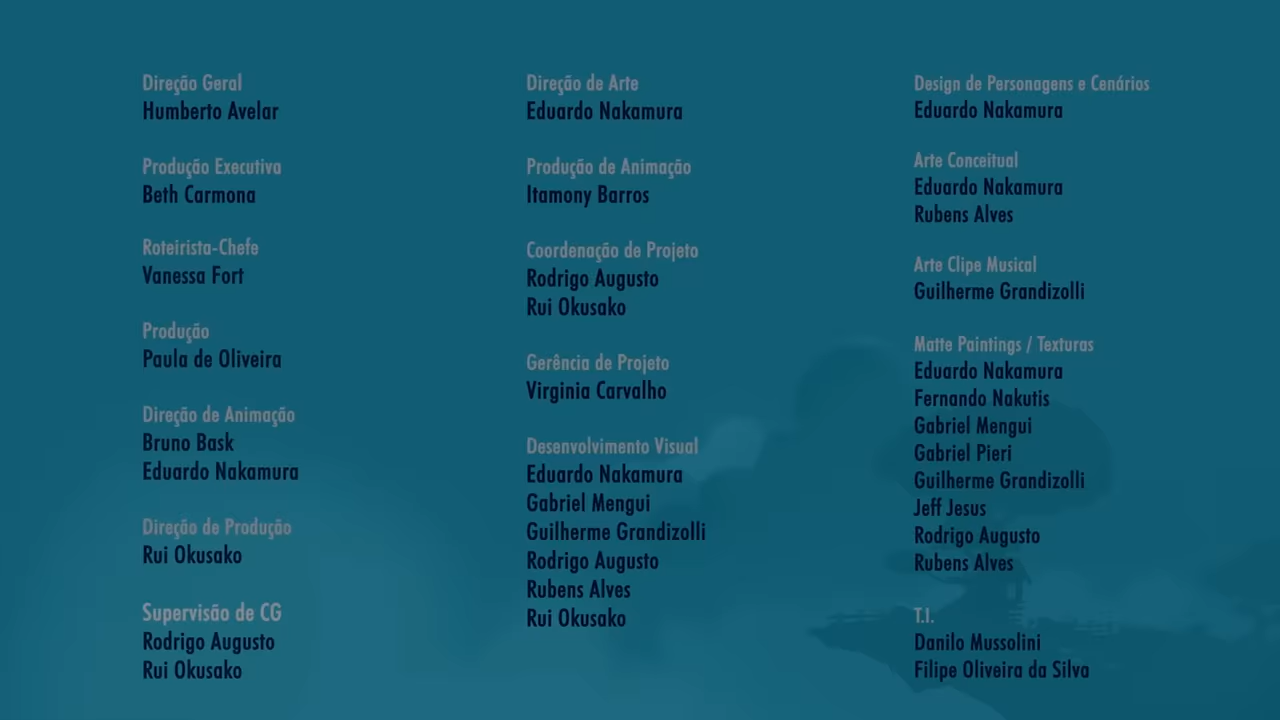 Direção Geral
Humberto Avelar
Produção Executiva
Beth Carmona
Roteirista-Chefe
Vanessa Fort
Produção
Paula de Oliveira
Direção de Animação
Bruno Bask
Eduardo Nakamura
Direção de Produção
Rui Okusako
Supervisão de CG
Rodrigo Augusto
Rui Okusako
Direção de Arte
Eduardo Nakamura
Produção de Animação
Itamony Barros
Coordenação de Projeto
Rodrigo Augusto
Rui Okusako
Gerência de Projeto
Virginia Carvalho
Desenvolvimento Visual
Eduardo Nakamura
Gabriel Mengui
Guilherme Grandizolli
Rodrigo Augusto
Rubens Alves
Rui Okusako
Design de Personagens e Cenários
Eduardo Nakamura
Arte Conceitual
Eduardo Nakamura
Rubens Alves
Arte Clipe Musical
Guilherme Grandizolli
Matte Paintings / Texturas
Eduardo Nakamura
Fernando Nakutis
Gabriel Mengui
Gabriel Pieri
Guilherme Grandizolli
Jeff Jesus
Rodrigo Augusto
Rubens Alves
T.I.
Danilo Mussolini
Filipe Oliveira da Silva